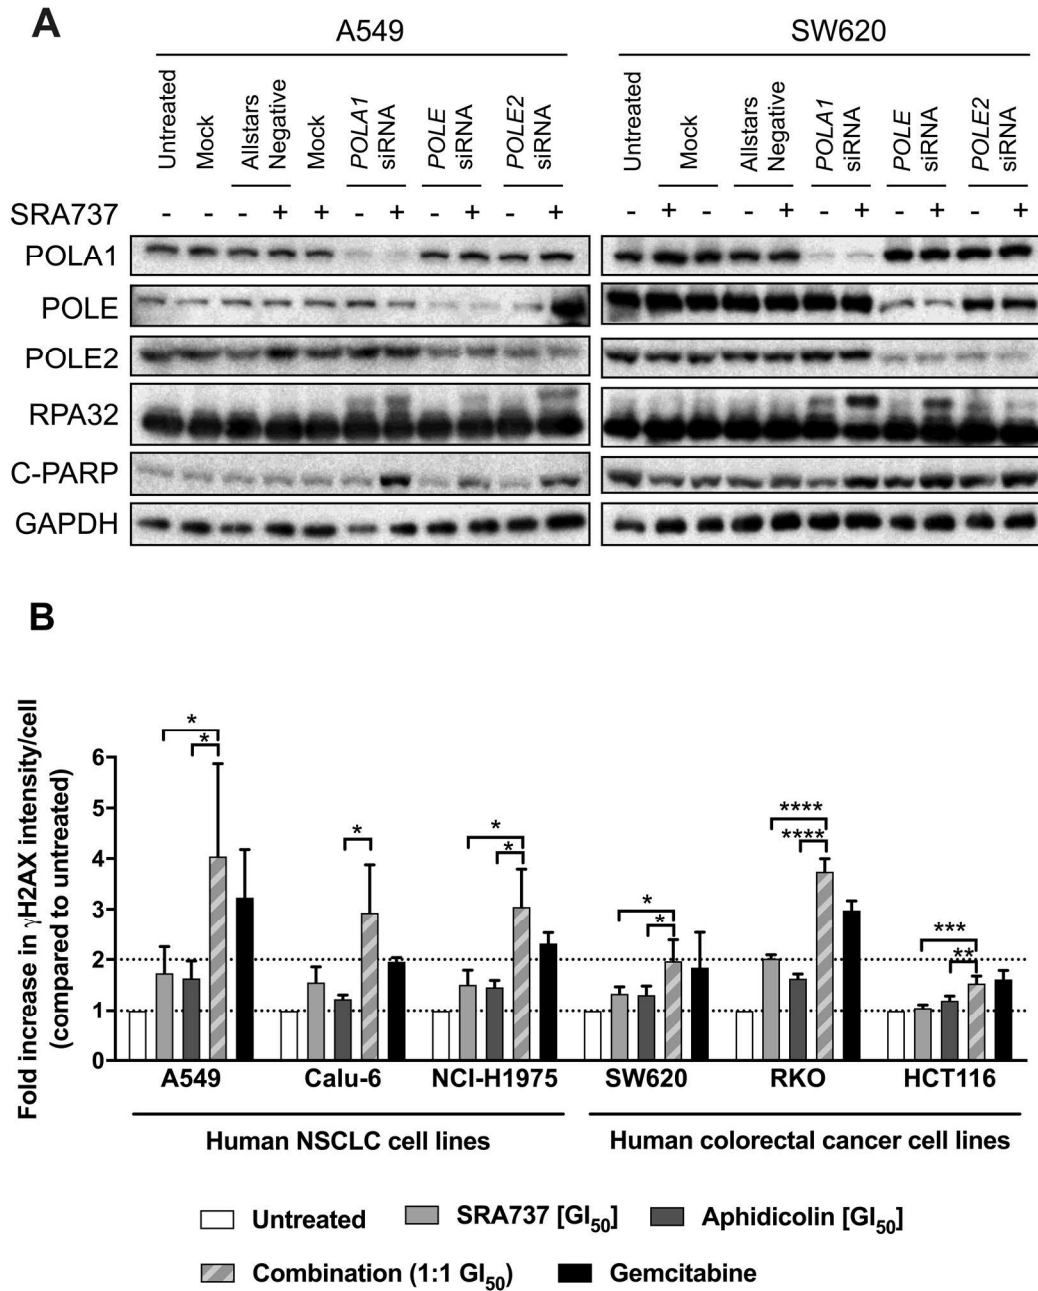 A
A549 SW620
Untreated Mock Allstars Negative Mock POLA1 siRNA POLE siRNA POLE2 siRNA Untreated Mock Allstars Negative POLA1 siRNA POLE siRNA POLE2 siRNA
SRA737 - - - + + - + - + - + - + - - + - + - + - +
POLA1
POLE
POLE2
RPA32
C-PARP
GAPDH
B
Fold increase in γH2AX intensity/cell
(compared to untreated)
* * * * * * * **** **** *** **
6
5
4
3
2
1
0
A549 Calu-6 NCI-H1975 SW620 RKO HCT116
Human NSCLC cell lines Human colorectal cancer cell lines
Untreated SRA737 [GI50] Aphidicolin [GI50]
Combination (1:1 GI50) Gemcitabine